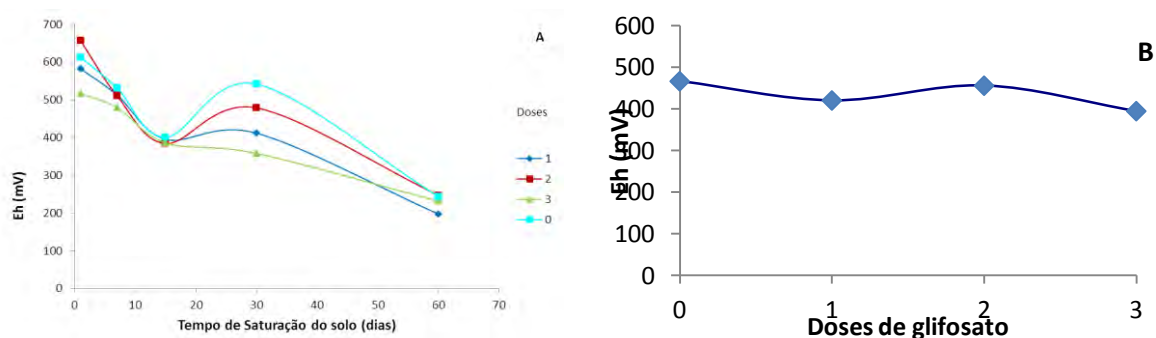 A
700
600
500
400
300
200
100
0
Eh (mV)
0 10 20 30 40 50 60 70
Tempo de Saturação do solo (dias)
Doses
1
2
3
0
B
600
500
400
300
200
100
0
Eh (mV)
0 1 2 3
Doses de glifosato